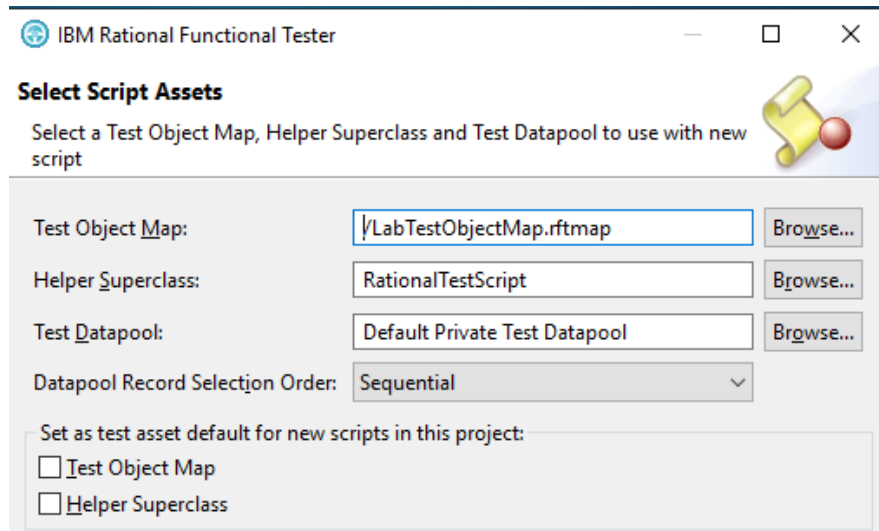 IBM Rational Functional Tester
Select Script Assets
Select a Test Object Map, Helper Superclass and Test Datapool to use with new
script
Test Object Map: /LabTestObjectMap.rftmap Browse...
Helper Superclass: RationalTestScript Browse...
Test Datapool: Default Private Test Datapool Browse...
Datapool Record Selection Order: Sequential
Set as test asset default for new scripts in this project:
Test Object Map
Helper Superclass